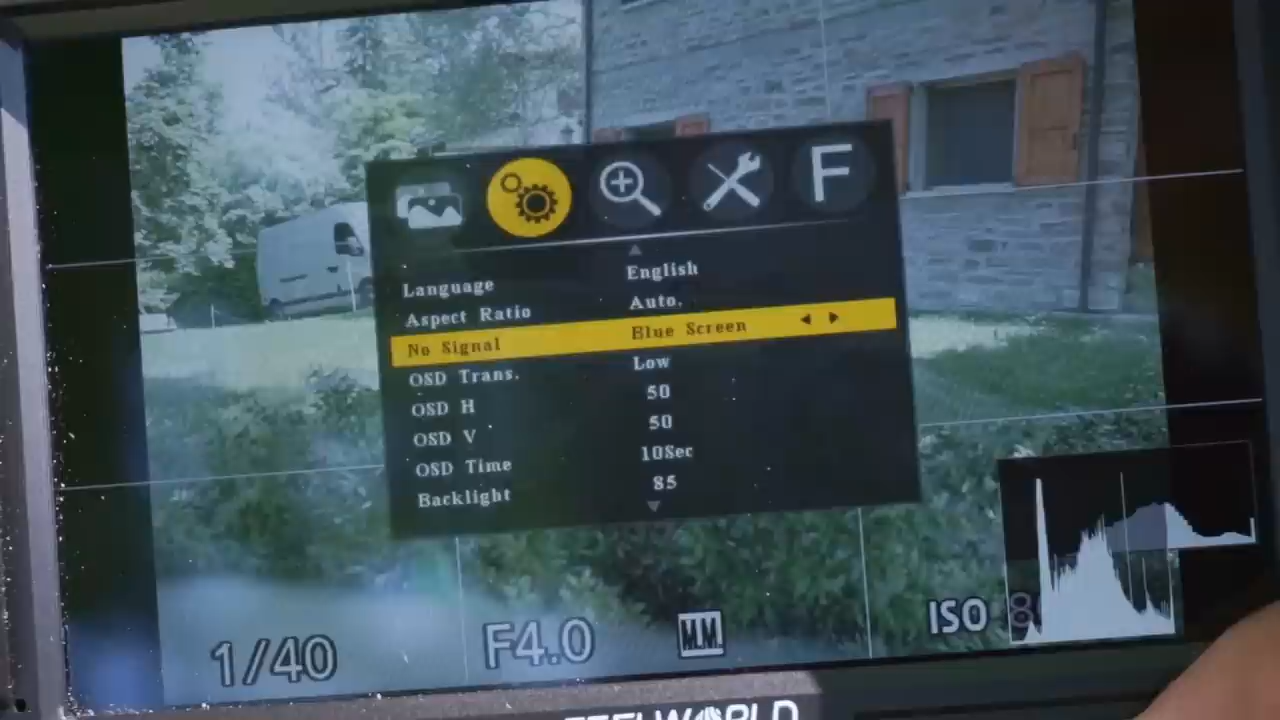 F
Language English
Aspect Ratio Auto.
No Signal Blue Screen
OSD Trans. Low
OSD H 50
OSD V 50
OSD Time 10Sec
Backlight 85
1/40 F4.0 M.M. ISO